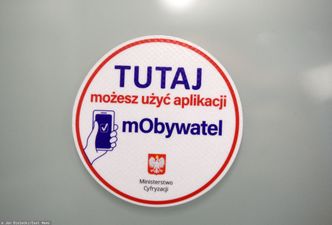 TUTAJ
możesz użyć aplikacji
mObywatel
Ministerstwo
Cyfryzacji